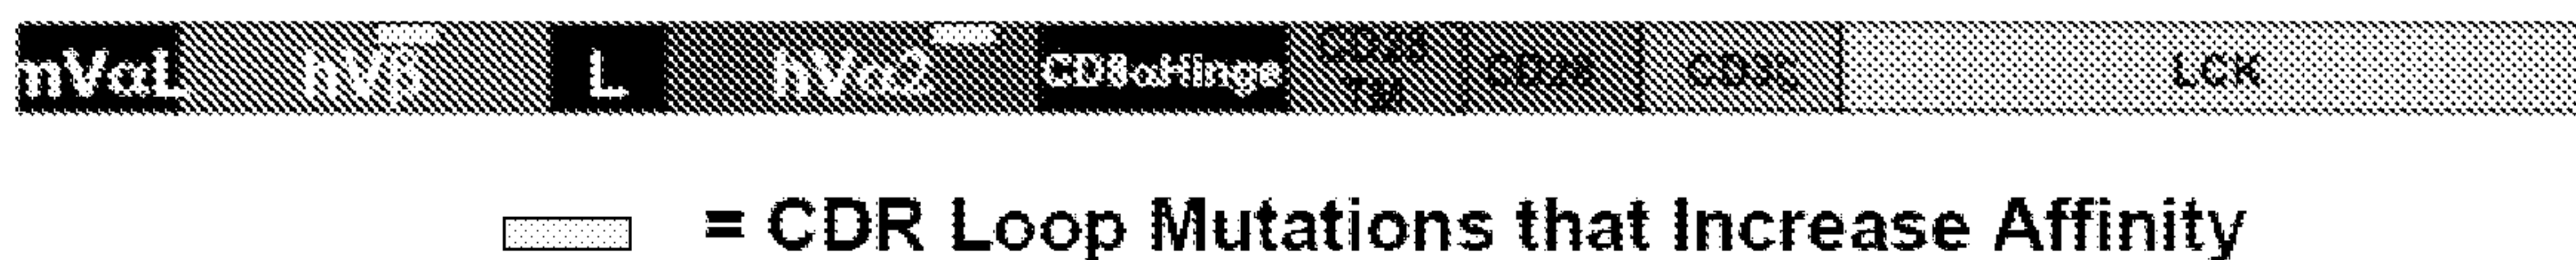 mVαL hVβ L hVα2 CD8αHinge CD28 TM CD28 CD3ζ LCK
= CDR Loop Mutations that Increase Affinity